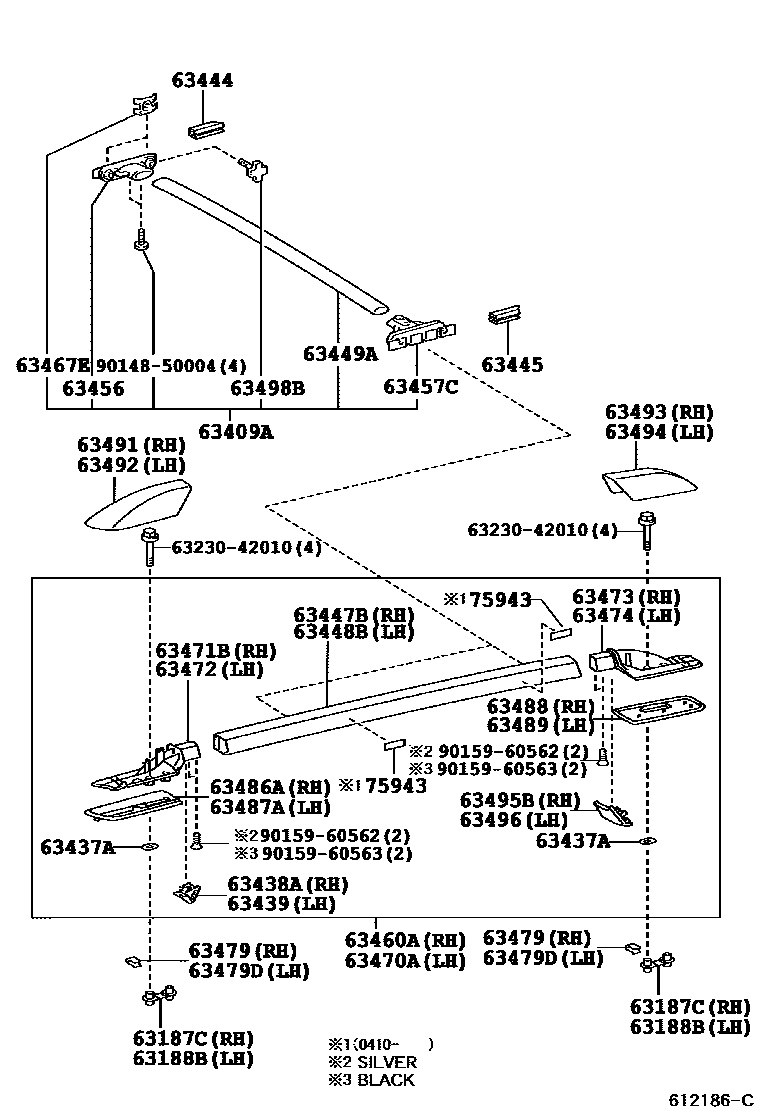 63444
63449A
63445
63467E 90148-50004 (4)
63456
63498B
63457C
63409A
63493 (RH)
63494 (LH)
63491 (RH)
63492 (LH)
63230-42010 (4)
63230-42010 (4)
※1 75943
63473 (RH)
63474 (LH)
63447B (RH)
63448B (LH)
63471B (RH)
63472 (LH)
63488 (RH)
63489 (LH)
※2 90159-60562 (2)
※3 90159-60563 (2)
63486A (RH)
63487A (LH)
※1 75943
63495B (RH)
63496 (LH)
63437A
※2 90159-60562 (2)
※3 90159-60563 (2)
63437A
63438A (RH)
63439 (LH)
63460A (RH)
63470A (LH)
63479 (RH)
63479D (LH)
63479 (RH)
63479D (LH)
63187C (RH)
63188B (LH)
63187C (RH)
63188B (LH)
※1 (0410- )
※2 SILVER
※3 BLACK
612186-C